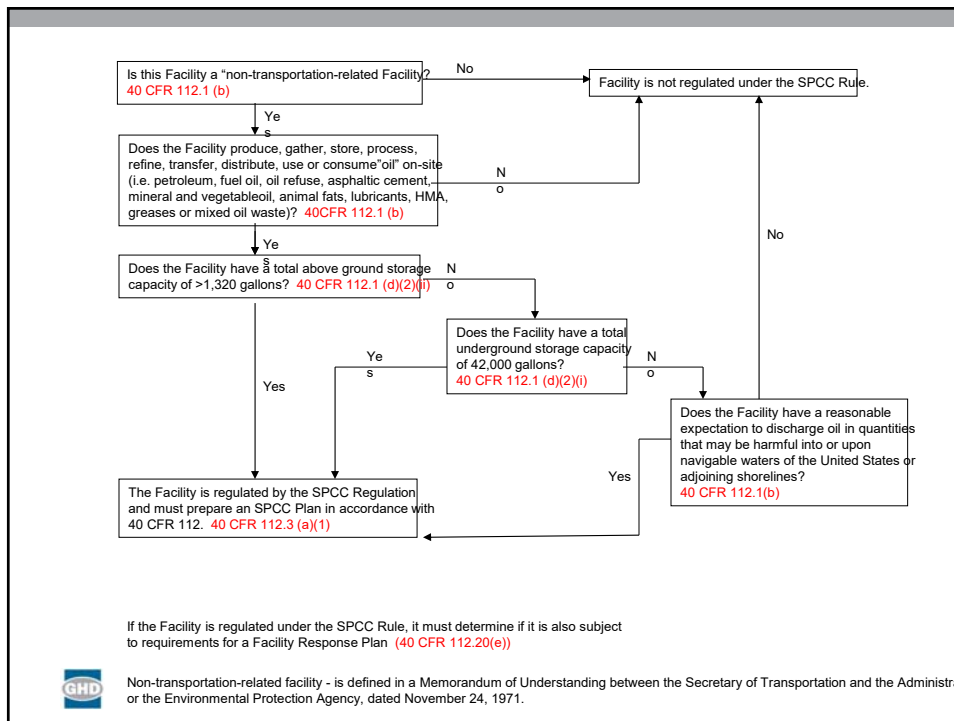 Is this Facility a “non-transportation-related Facility?
40 CFR 112.1 (b)
No
Facility is not regulated under the SPCC Rule.
Ye
s
Does the Facility produce, gather, store, process,
refine, transfer, distribute, use or consume”oil” on-site
(i.e. petroleum, fuel oil, oil refuse, asphaltic cement,
mineral and vegetableoil, animal fats, lubricants, HMA,
greases or mixed oil waste)? 40CFR 112.1 (b)
N
o
No
Ye
s
Does the Facility have a total above ground storage
capacity of >1,320 gallons? 40 CFR 112.1 (d)(2)(ii)
N
o
Does the Facility have a total
underground storage capacity
of 42,000 gallons?
40 CFR 112.1 (d)(2)(i)
Ye
s
N
o
Yes
Does the Facility have a reasonable
expectation to discharge oil in quantities
that may be harmful into or upon
navigable waters of the United States or
adjoining shorelines?
40 CFR 112.1(b)
Yes
The Facility is regulated by the SPCC Regulation
and must prepare an SPCC Plan in accordance with
40 CFR 112. 40 CFR 112.3 (a)(1)
If the Facility is regulated under the SPCC Rule, it must determine if it is also subject
to requirements for a Facility Response Plan (40 CFR 112.20(e))
GHD
Non-transportation-related facility - is defined in a Memorandum of Understanding between the Secretary of Transportation and the Administra
or the Environmental Protection Agency, dated November 24, 1971.